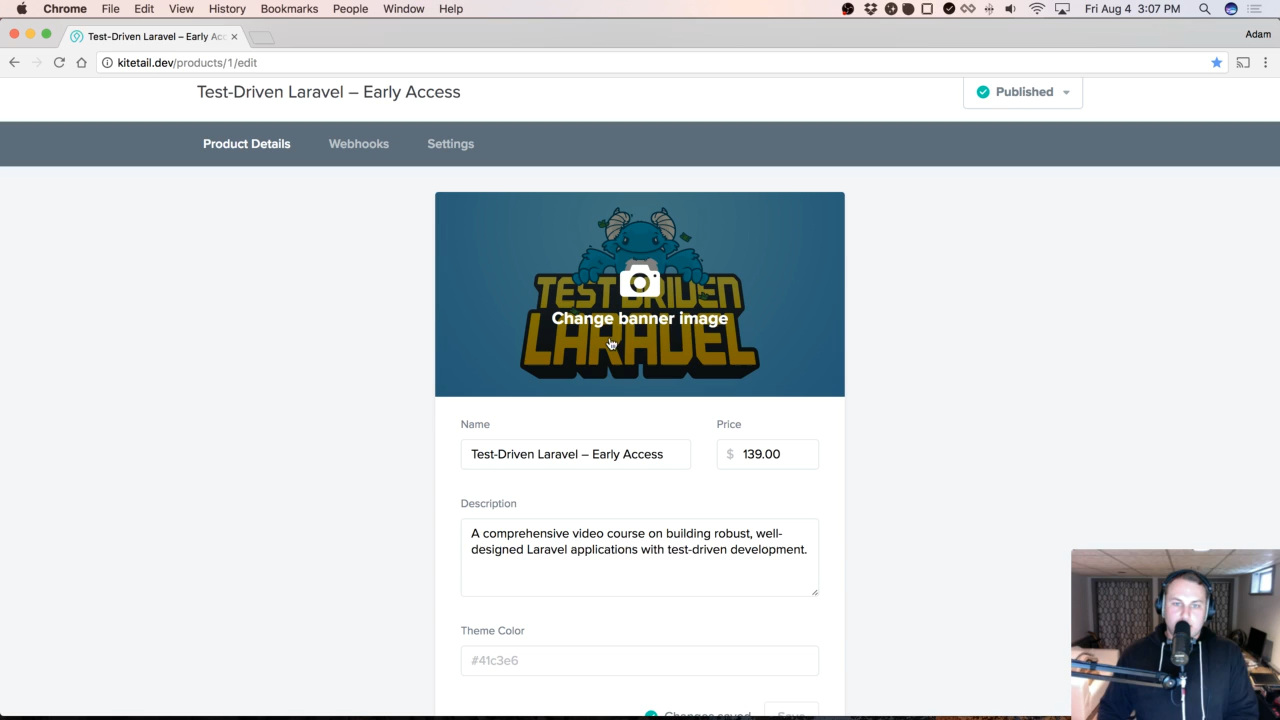 Chrome File Edit View History Bookmarks People Window Help Fri Aug 4 3:07 PM
Test-Driven Laravel – Early Acc
Adam
kitetail.dev/products/1/edit
Test-Driven Laravel – Early Access
Published
Product Details Webhooks Settings
TEST DRIVEN
Change banner image
LARAVEL
Name Price
Test-Driven Laravel – Early Access $ 139.00
Description
A comprehensive video course on building robust, well-
designed Laravel applications with test-driven development.
Theme Color
#41c3e6
Changes saved Save